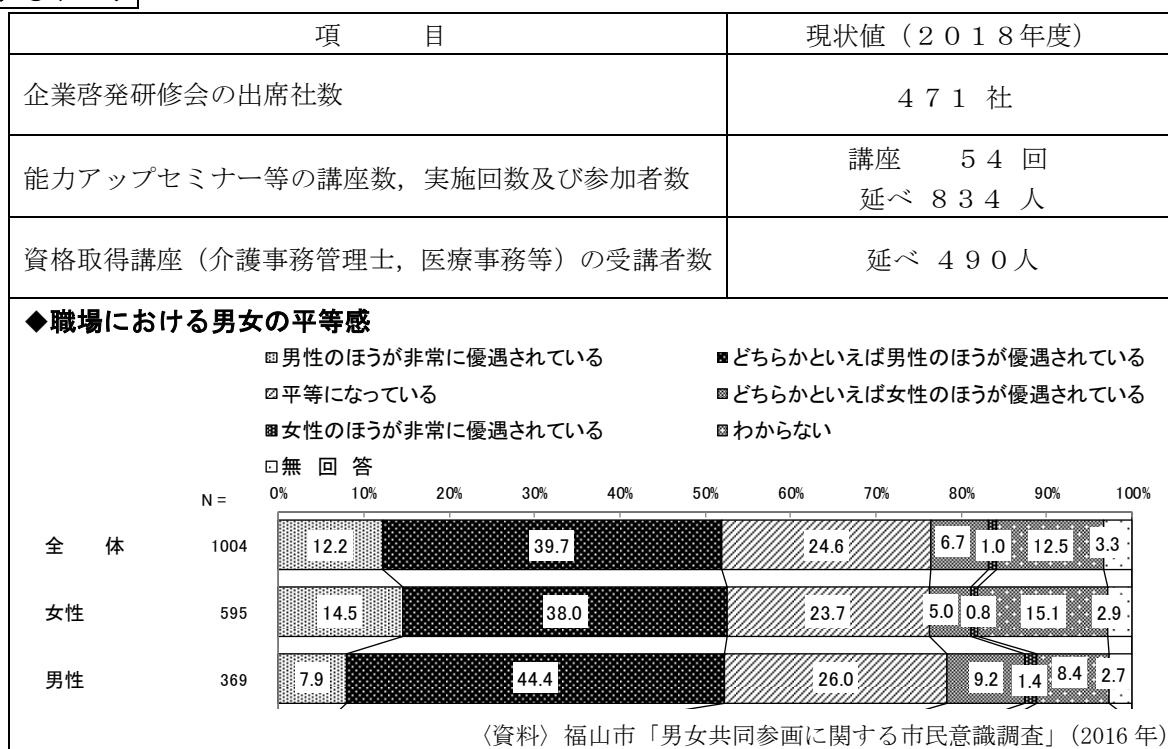 項　　目　現状値（２０１８年度）
企業啓発研修会の出席社数　４７１ 社
能力アップセミナー等の講座数，実施回数及び参加者数　講座　５４ 回
延べ ８３４ 人
資格取得講座（介護事務管理士，医療事務等）の受講者数　延べ ４９０人
◆職場における男女の平等感
男性のほうが非常に優遇されている　どちらかといえば男性のほうが優遇されている
平等になっている　どちらかといえば女性のほうが優遇されている
女性のほうが非常に優遇されている　わからない
無 回 答
N = 0% 10% 20% 30% 40% 50% 60% 70% 80% 90% 100%
全　体 1004 12.2 39.7 24.6 6.7 1.0 12.5 3.3
女性 595 14.5 38.0 23.7 5.0 0.8 15.1 2.9
男性 369 7.9 44.4 26.0 9.2 1.4 8.4 2.7
〈資料〉福山市「男女共同参画に関する市民意識調査」（2016 年）